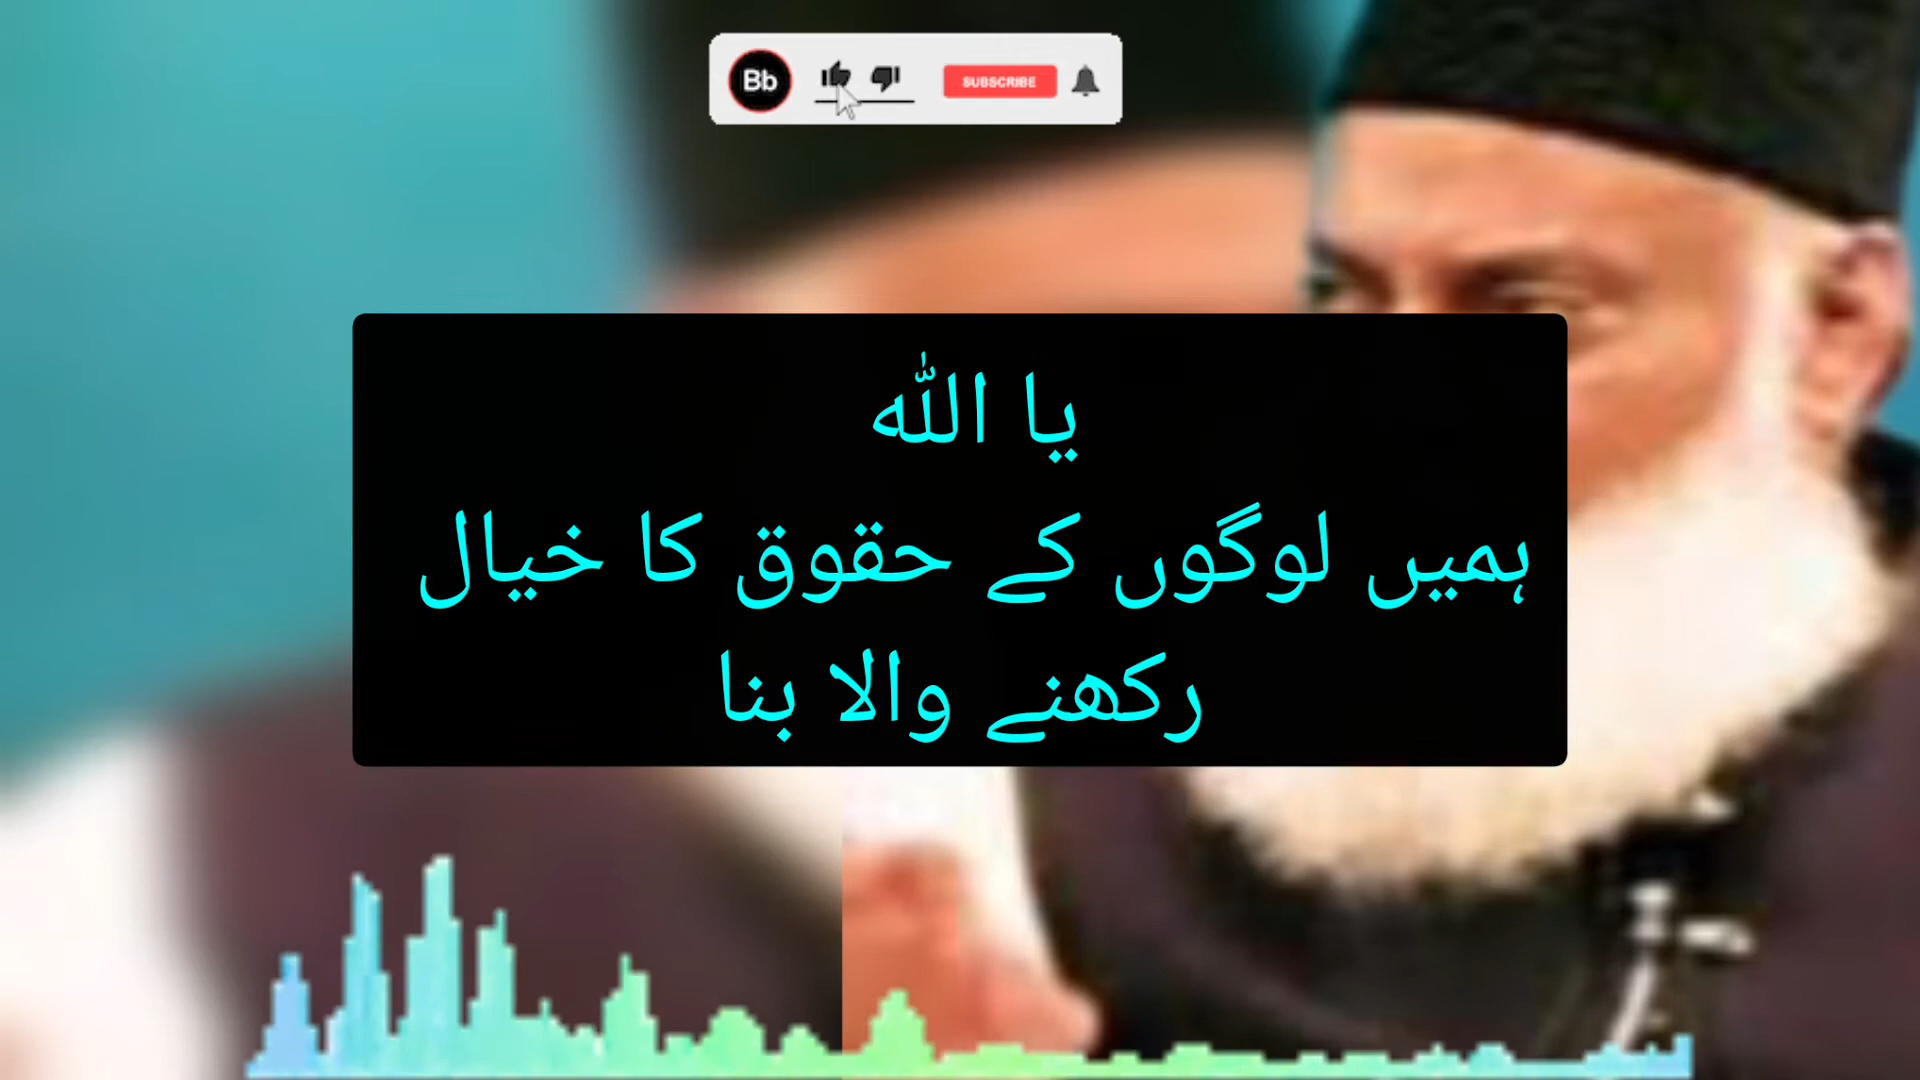 Bb SUBSCRIBE
یا اللہ
ہمیں لوگوں کے حقوق کا خیال
رکھنے والا بنا